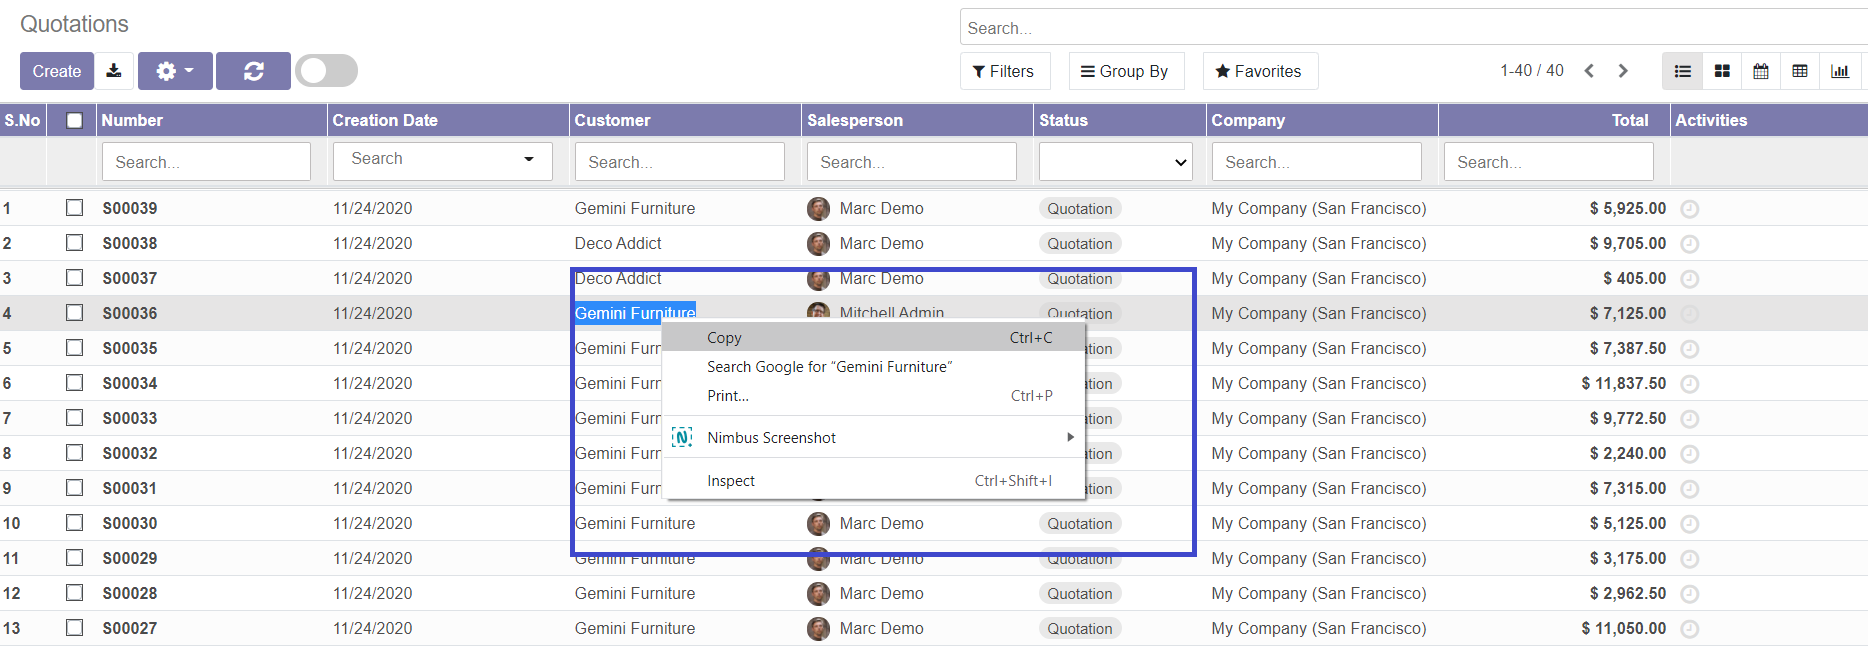 Quotations
Search...
Create
Filters
Group By
Favorites
1-40 / 40
S.No Number Creation Date Customer Salesperson Status Company Total Activities
Search... Search Search... Search... Search... Search...
1 S00039 11/24/2020 Gemini Furniture Marc Demo Quotation My Company (San Francisco) $ 5,925.00
2 S00038 11/24/2020 Deco Addict Marc Demo Quotation My Company (San Francisco) $ 9,705.00
3 S00037 11/24/2020 Deco Addict Marc Demo Quotation My Company (San Francisco) $ 405.00
4 S00036 11/24/2020 Gemini Furniture Mitchell Admin Quotation My Company (San Francisco) $ 7,125.00
Copy Ctrl+C
Search Google for “Gemini Furniture”
Print... Ctrl+P
Nimbus Screenshot
Inspect Ctrl+Shift+I
5 S00035 11/24/2020 Gemini My Company (San Francisco) $ 7,387.50
6 S00034 11/24/2020 Gemini My Company (San Francisco) $ 11,837.50
7 S00033 11/24/2020 Gemini My Company (San Francisco) $ 9,772.50
8 S00032 11/24/2020 Gemini My Company (San Francisco) $ 2,240.00
9 S00031 11/24/2020 Gemini My Company (San Francisco) $ 7,315.00
10 S00030 11/24/2020 Gemini Furniture Marc Demo Quotation My Company (San Francisco) $ 5,125.00
11 S00029 11/24/2020 Gemini Furniture Marc Demo Quotation My Company (San Francisco) $ 3,175.00
12 S00028 11/24/2020 Gemini Furniture Marc Demo Quotation My Company (San Francisco) $ 2,962.50
13 S00027 11/24/2020 Gemini Furniture Marc Demo Quotation My Company (San Francisco) $ 11,050.00